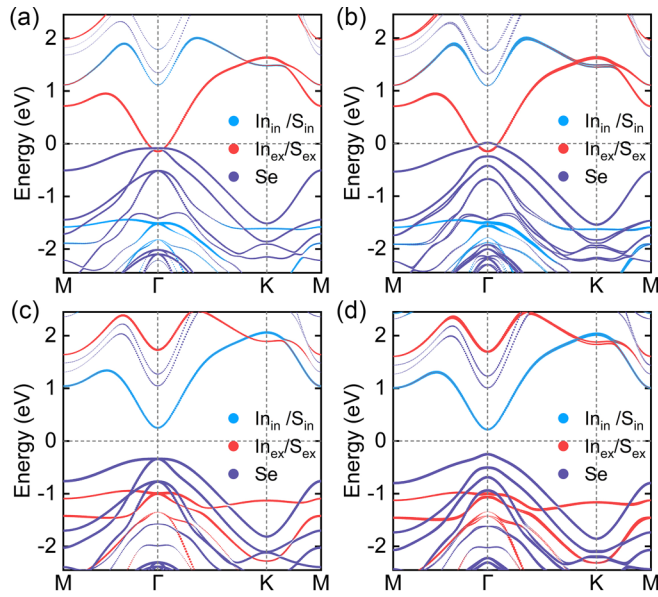 (a)
(b)
2
1
0
-1
-2
Energy (eV)
In_in /S_in
In_ex/S_ex
Se
M Γ K M
2
1
0
-1
-2
Energy (eV)
In_in /S_in
In_ex/S_ex
Se
M Γ K M
(c)
(d)
2
1
0
-1
-2
Energy (eV)
In_in /S_in
In_ex/S_ex
Se
M Γ K M
2
1
0
-1
-2
Energy (eV)
In_in /S_in
In_ex/S_ex
Se
M Γ K M